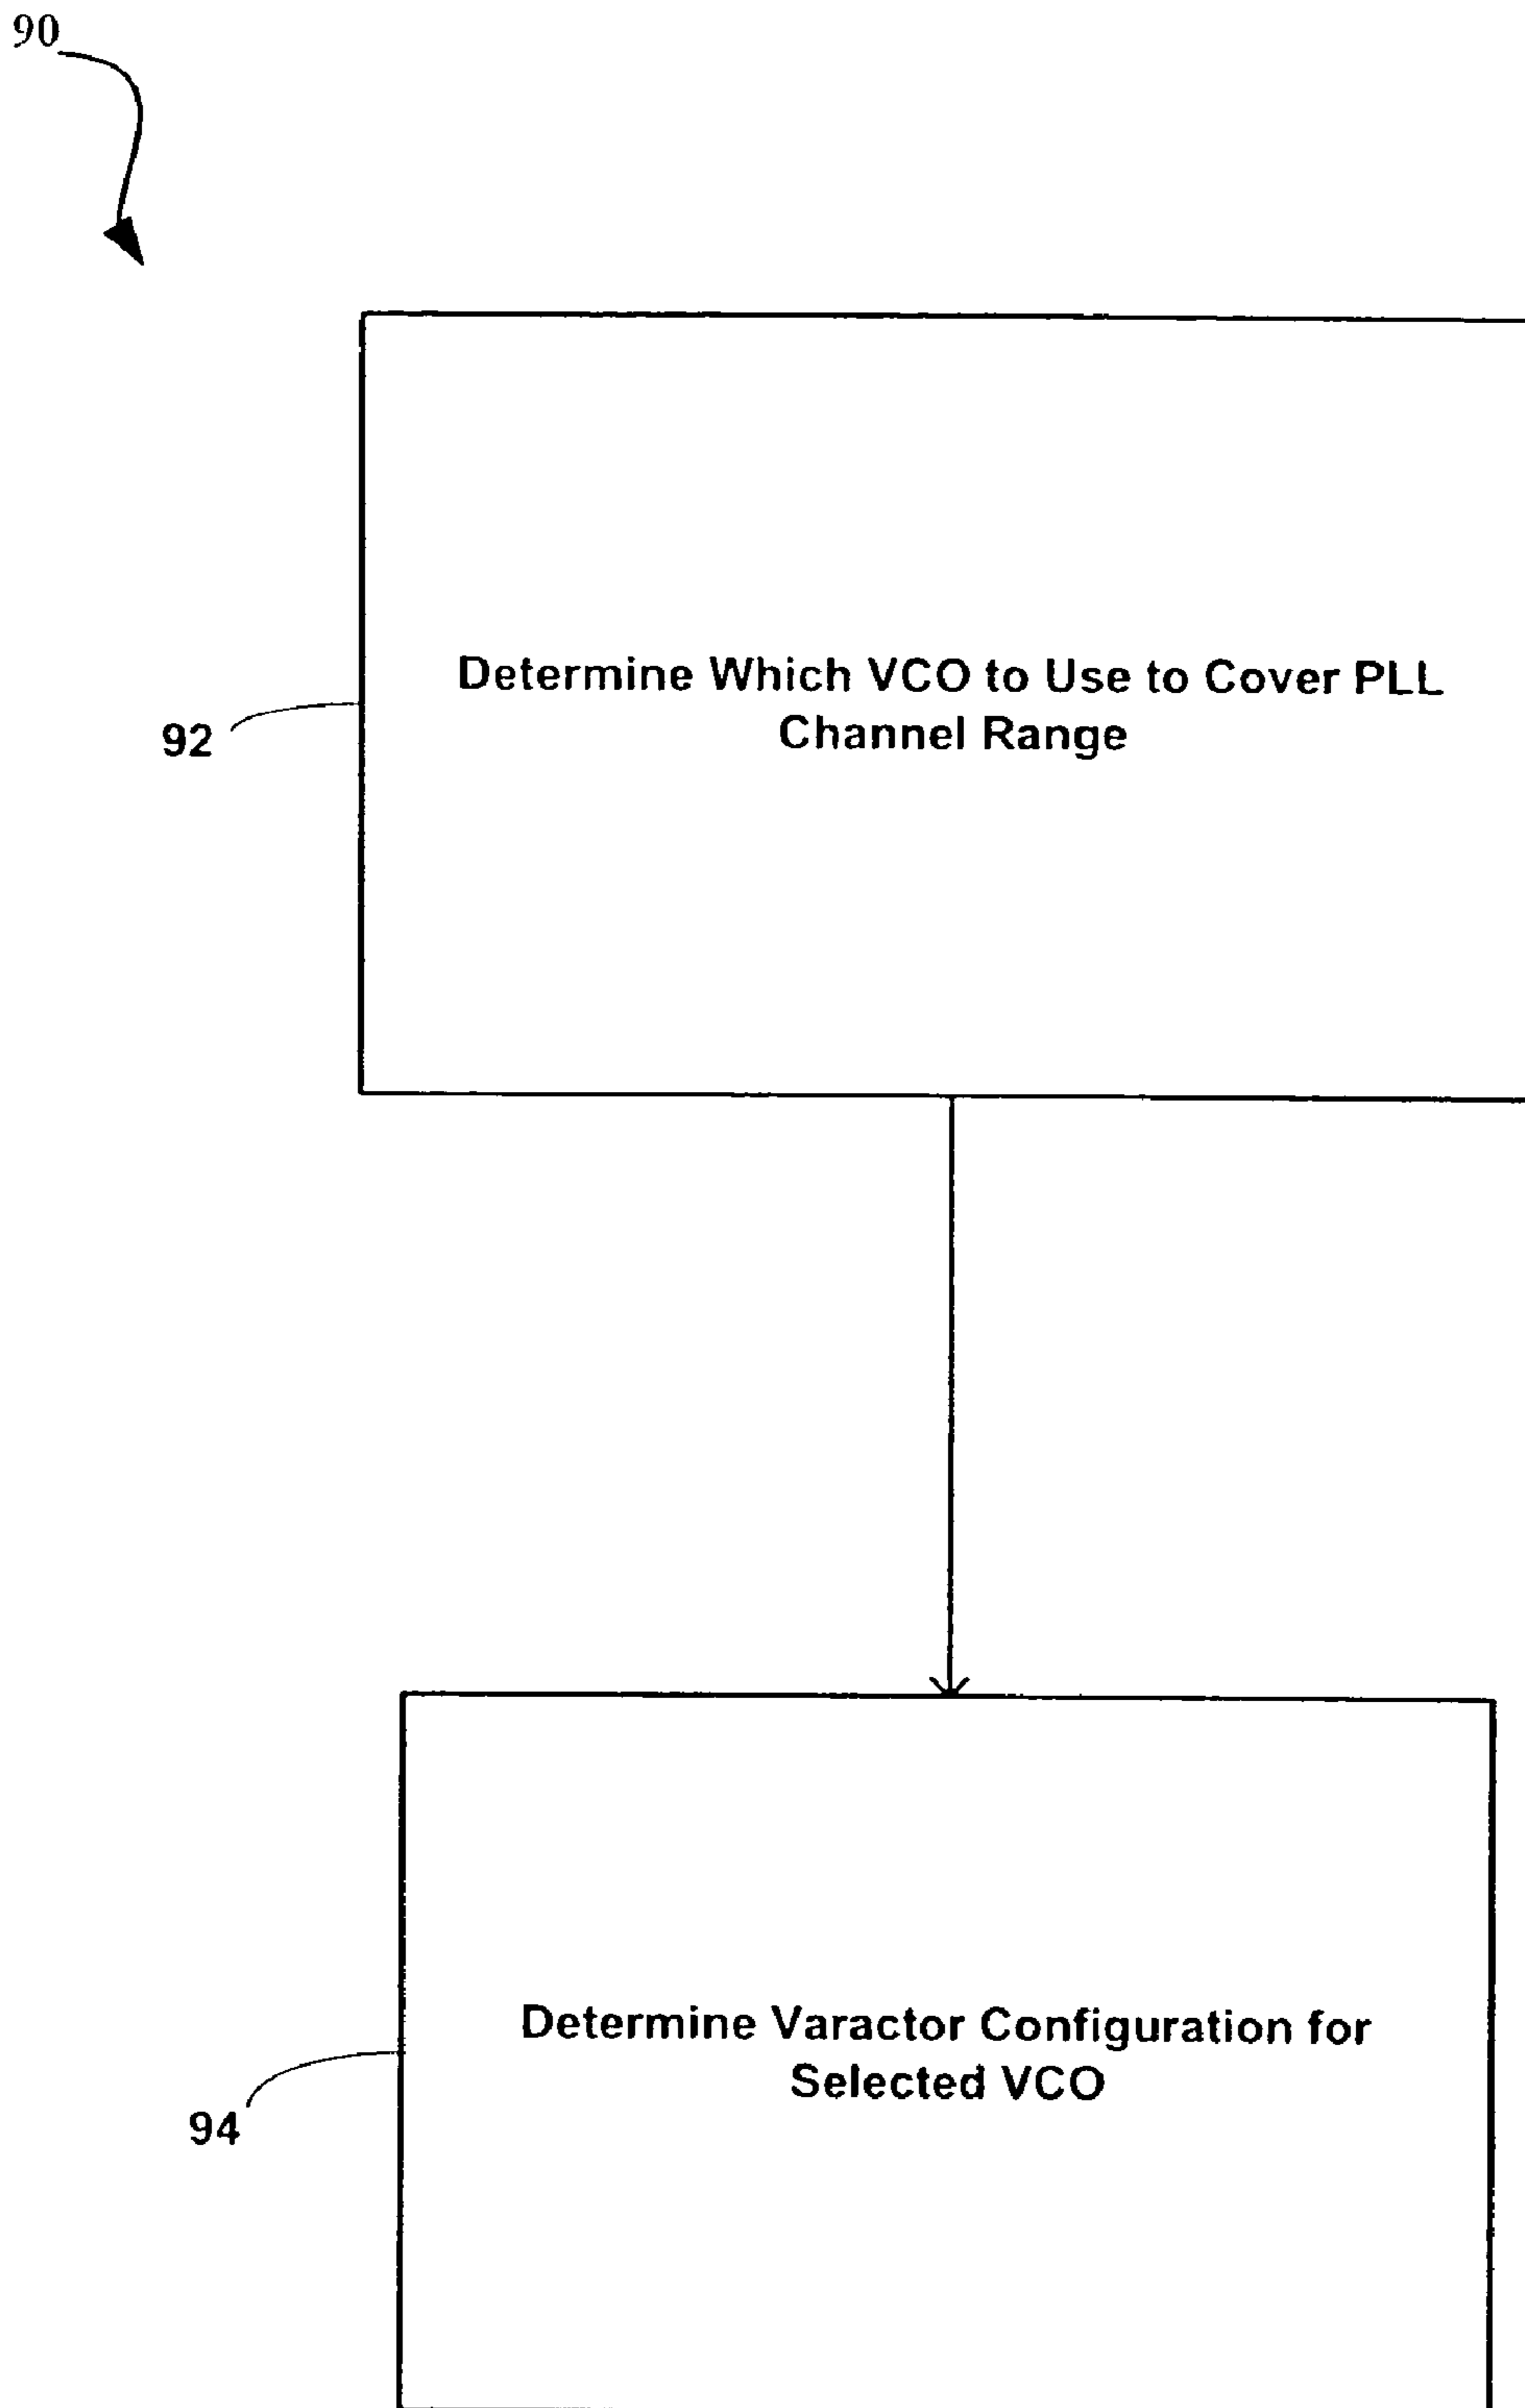 90
Determine Which VCO to Use to Cover PLL
Channel Range
92
Determine Varactor Configuration for
Selected VCO
94